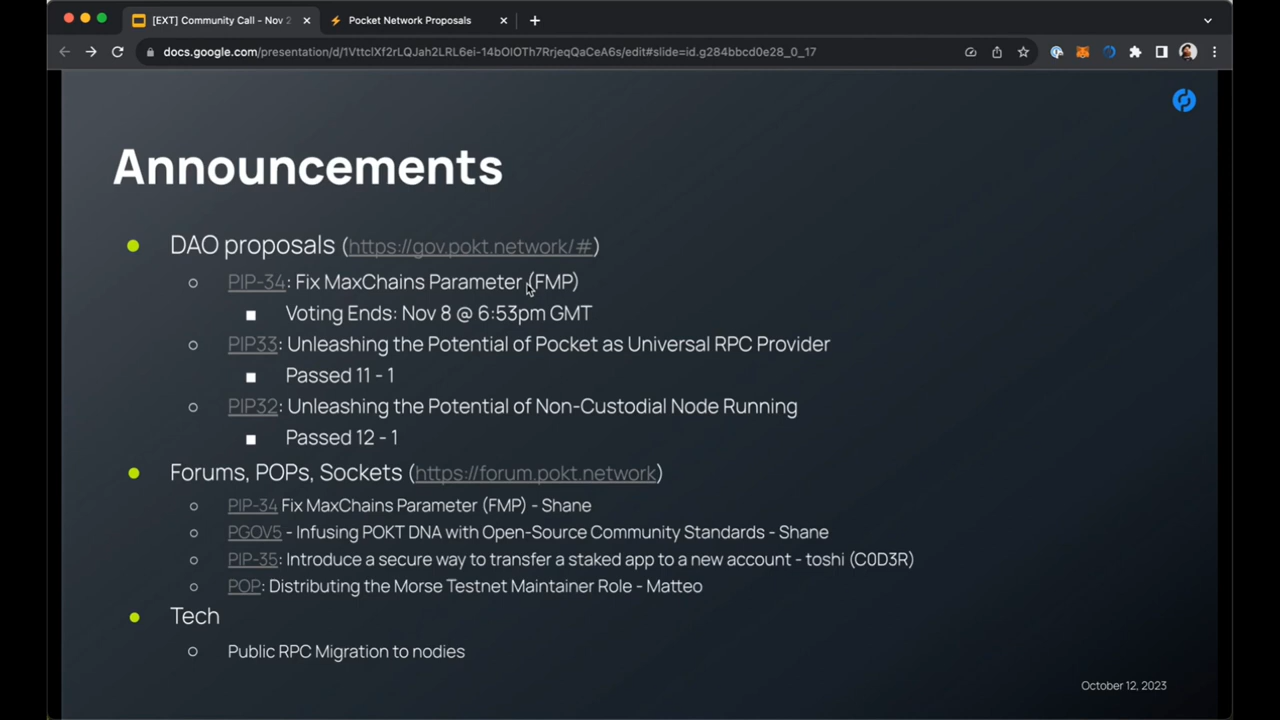 [EXT] Community Call - Nov 2
Pocket Network Proposals
docs.google.com/presentation/d/1VttclXf2rLQJah2LRL6ei-14bOlOTh7RrjeqQaCeA6s/edit#slide=id.g284bbcd0e28_0_17
Announcements
DAO proposals (https://gov.pokt.network/#)
PIP-34: Fix MaxChains Parameter (FMP)
Voting Ends: Nov 8 @ 6:53pm GMT
PIP33: Unleashing the Potential of Pocket as Universal RPC Provider
Passed 11 - 1
PIP32: Unleashing the Potential of Non-Custodial Node Running
Passed 12 - 1
Forums, POPs, Sockets (https://forum.pokt.network)
PIP-34 Fix MaxChains Parameter (FMP) - Shane
PGOV5 - Infusing POKT DNA with Open-Source Community Standards - Shane
PIP-35: Introduce a secure way to transfer a staked app to a new account - toshi (C0D3R)
POP: Distributing the Morse Testnet Maintainer Role - Matteo
Tech
Public RPC Migration to nodes
October 12, 2023